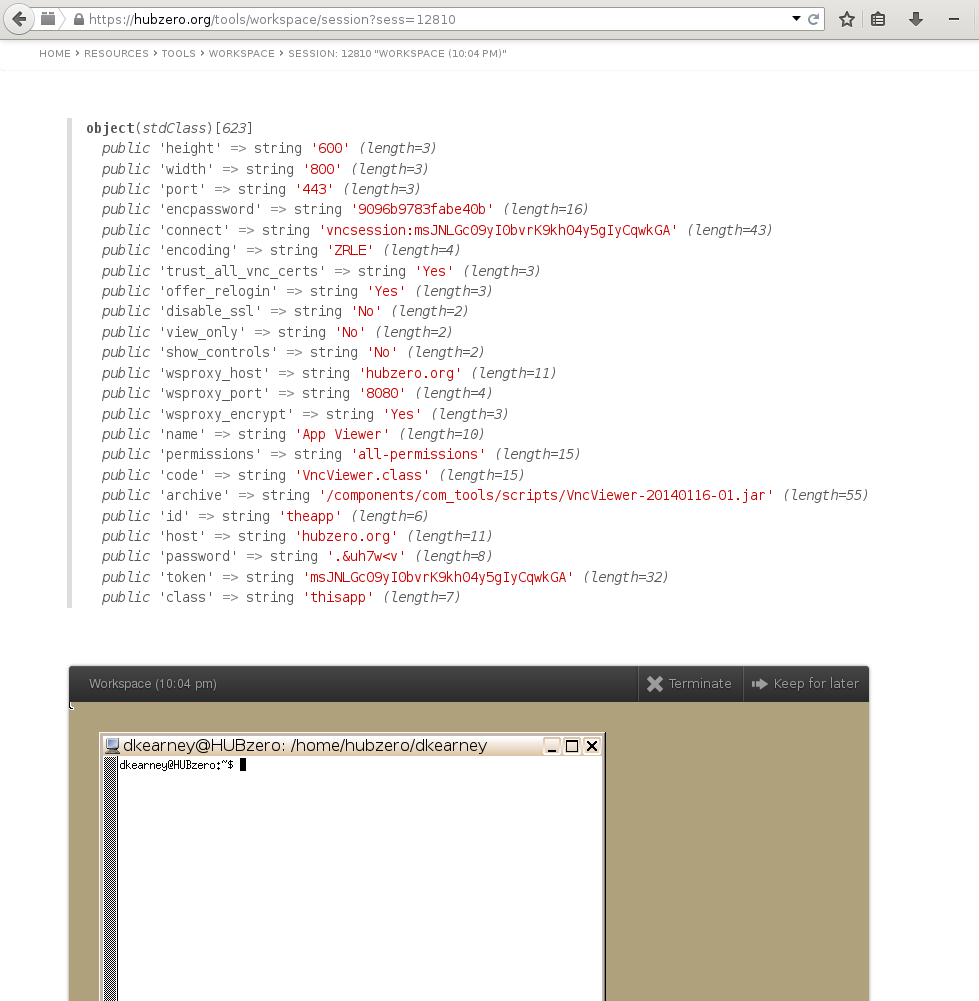 https://hubzero.org/tools/workspace/session?sess=12810
HOME › RESOURCES › TOOLS › WORKSPACE › SESSION: 12810 "WORKSPACE (10:04 PM)"
object(stdClass)[623]
public 'height' => string '600' (length=3)
public 'width' => string '800' (length=3)
public 'port' => string '443' (length=3)
public 'encpassword' => string '9096b9783fabe40b' (length=16)
public 'connect' => string 'vncsession:msJNLGc09yI0bvrK9kh04y5gIyCqwkGA' (length=43)
public 'encoding' => string 'ZRLE' (length=4)
public 'trust_all_vnc_certs' => string 'Yes' (length=3)
public 'offer_relogin' => string 'Yes' (length=3)
public 'disable_ssl' => string 'No' (length=2)
public 'view_only' => string 'No' (length=2)
public 'show_controls' => string 'No' (length=2)
public 'wsproxy_host' => string 'hubzero.org' (length=11)
public 'wsproxy_port' => string '8080' (length=4)
public 'wsproxy_encrypt' => string 'Yes' (length=3)
public 'name' => string 'App Viewer' (length=10)
public 'permissions' => string 'all-permissions' (length=15)
public 'code' => string 'VncViewer.class' (length=15)
public 'archive' => string '/components/com_tools/scripts/VncViewer-20140116-01.jar' (length=55)
public 'id' => string 'theapp' (length=6)
public 'host' => string 'hubzero.org' (length=11)
public 'password' => string '.&uh7w<v' (length=8)
public 'token' => string 'msJNLGc09yI0bvrK9kh04y5gIyCqwkGA' (length=32)
public 'class' => string 'thisapp' (length=7)
Workspace (10:04 pm)
Terminate
Keep for later
dkearney@HUBzero: /home/hubzero/dkearney
dkearney@HUBzero:~$